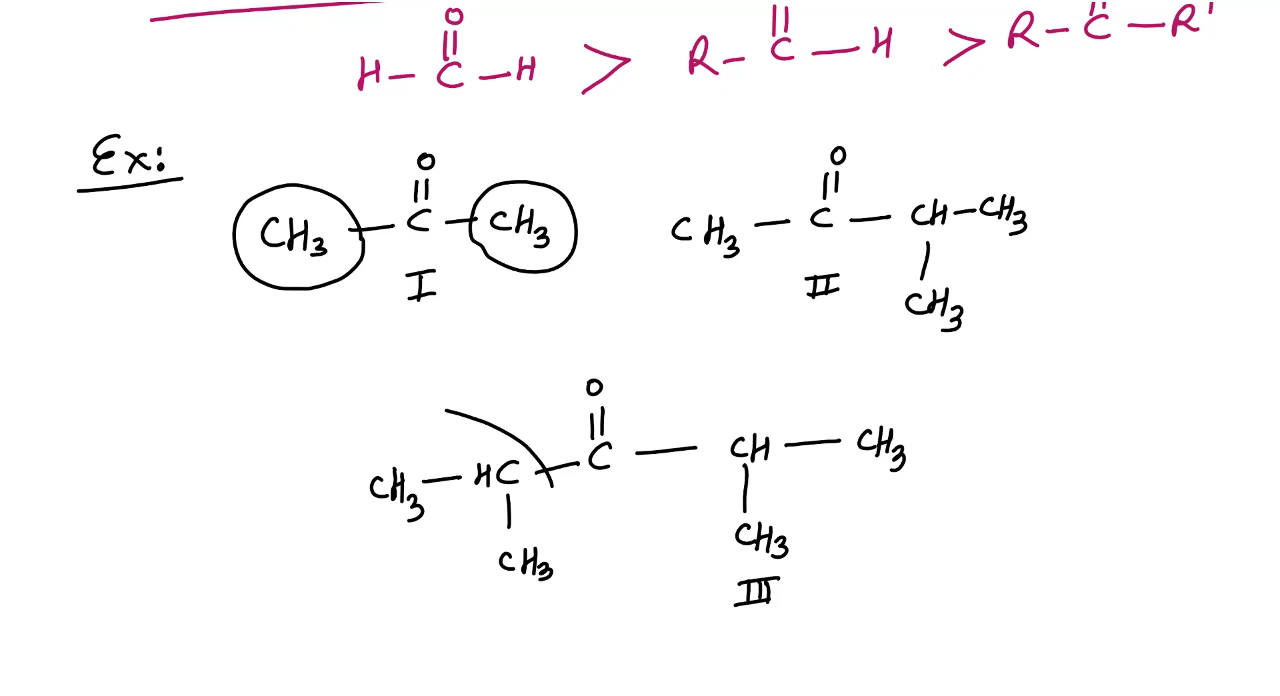 O
H – C – H > R – C – H > R – C – R'
Ex:
O O
CH3 – C – CH3 CH3 – C – CH – CH3
I II
CH3
O
CH3 – HC – C – CH – CH3
CH3 CH3
III